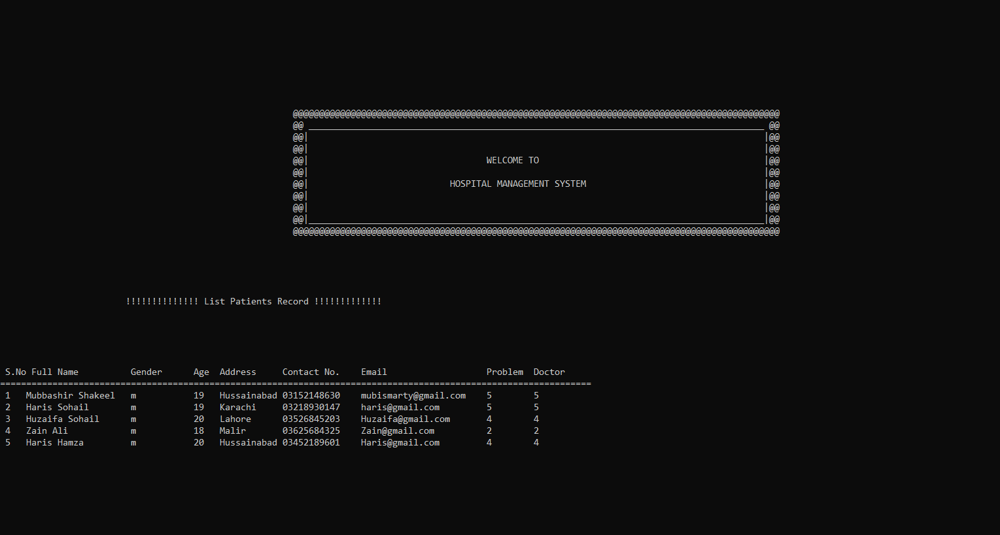 @@@@@@@@@@@@@@@@@@@@@@@@@@@@@@@@@@@@@@@@@@@@@@@@@@@@@@@@@@@@@@@@@@@@@@@@@@@@@@@@@@@@@@@@@@@@@
@@ _______________________________________________________________________________________ @@
@@| |@@
@@| |@@
@@| WELCOME TO |@@
@@| |@@
@@| HOSPITAL MANAGEMENT SYSTEM |@@
@@| |@@
@@| |@@
@@|_______________________________________________________________________________________|@@
@@@@@@@@@@@@@@@@@@@@@@@@@@@@@@@@@@@@@@@@@@@@@@@@@@@@@@@@@@@@@@@@@@@@@@@@@@@@@@@@@@@@@@@@@@@@@
!!!!!!!!!!!!!! List Patients Record !!!!!!!!!!!!!
S.No Full Name Gender Age Address Contact No. Email Problem Doctor
=================================================================================================================
1 Mubbashir Shakeel m 19 Hussainabad 03152148630 mubismarty@gmail.com 5 5
2 Haris Sohail m 19 Karachi 03218930147 haris@gmail.com 5 5
3 Huzaifa Sohail m 20 Lahore 03526845203 Huzaifa@gmail.com 4 4
4 Zain Ali m 18 Malir 03625684325 Zain@gmail.com 2 2
5 Haris Hamza m 20 Hussainabad 03452189601 Haris@gmail.com 4 4